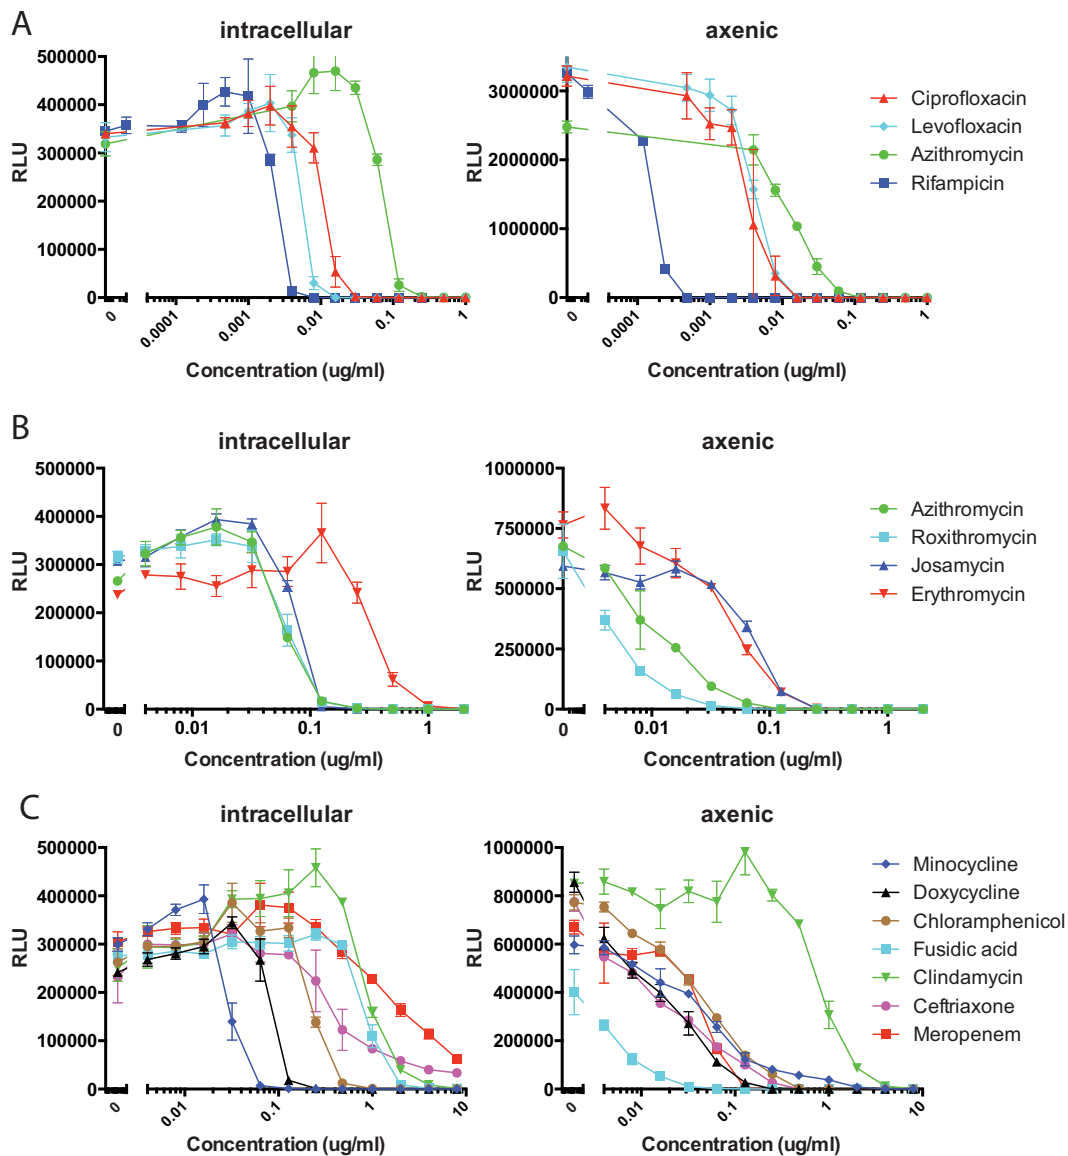 A
intracellular
axenic
500000
400000
300000
200000
100000
0
RLU
0
0.0001
0.001
0.01
0.1
1
Concentration (ug/ml)
3000000
2000000
1000000
0
RLU
0
0.0001
0.001
0.01
0.1
1
Concentration (ug/ml)
Ciprofloxacin
Levofloxacin
Azithromycin
Rifampicin
B
intracellular
axenic
500000
400000
300000
200000
100000
0
RLU
0
0.01
0.1
1
Concentration (ug/ml)
1000000
750000
500000
250000
0
RLU
0
0.01
0.1
1
Concentration (ug/ml)
Azithromycin
Roxithromycin
Josamycin
Erythromycin
C
intracellular
axenic
500000
400000
300000
200000
100000
0
RLU
0
0.01
0.1
1
10
Concentration (ug/ml)
1000000
800000
600000
400000
200000
0
RLU
0
0.01
0.1
1
10
Concentration (ug/ml)
Minocycline
Doxycycline
Chloramphenicol
Fusidic acid
Clindamycin
Ceftriaxone
Meropenem